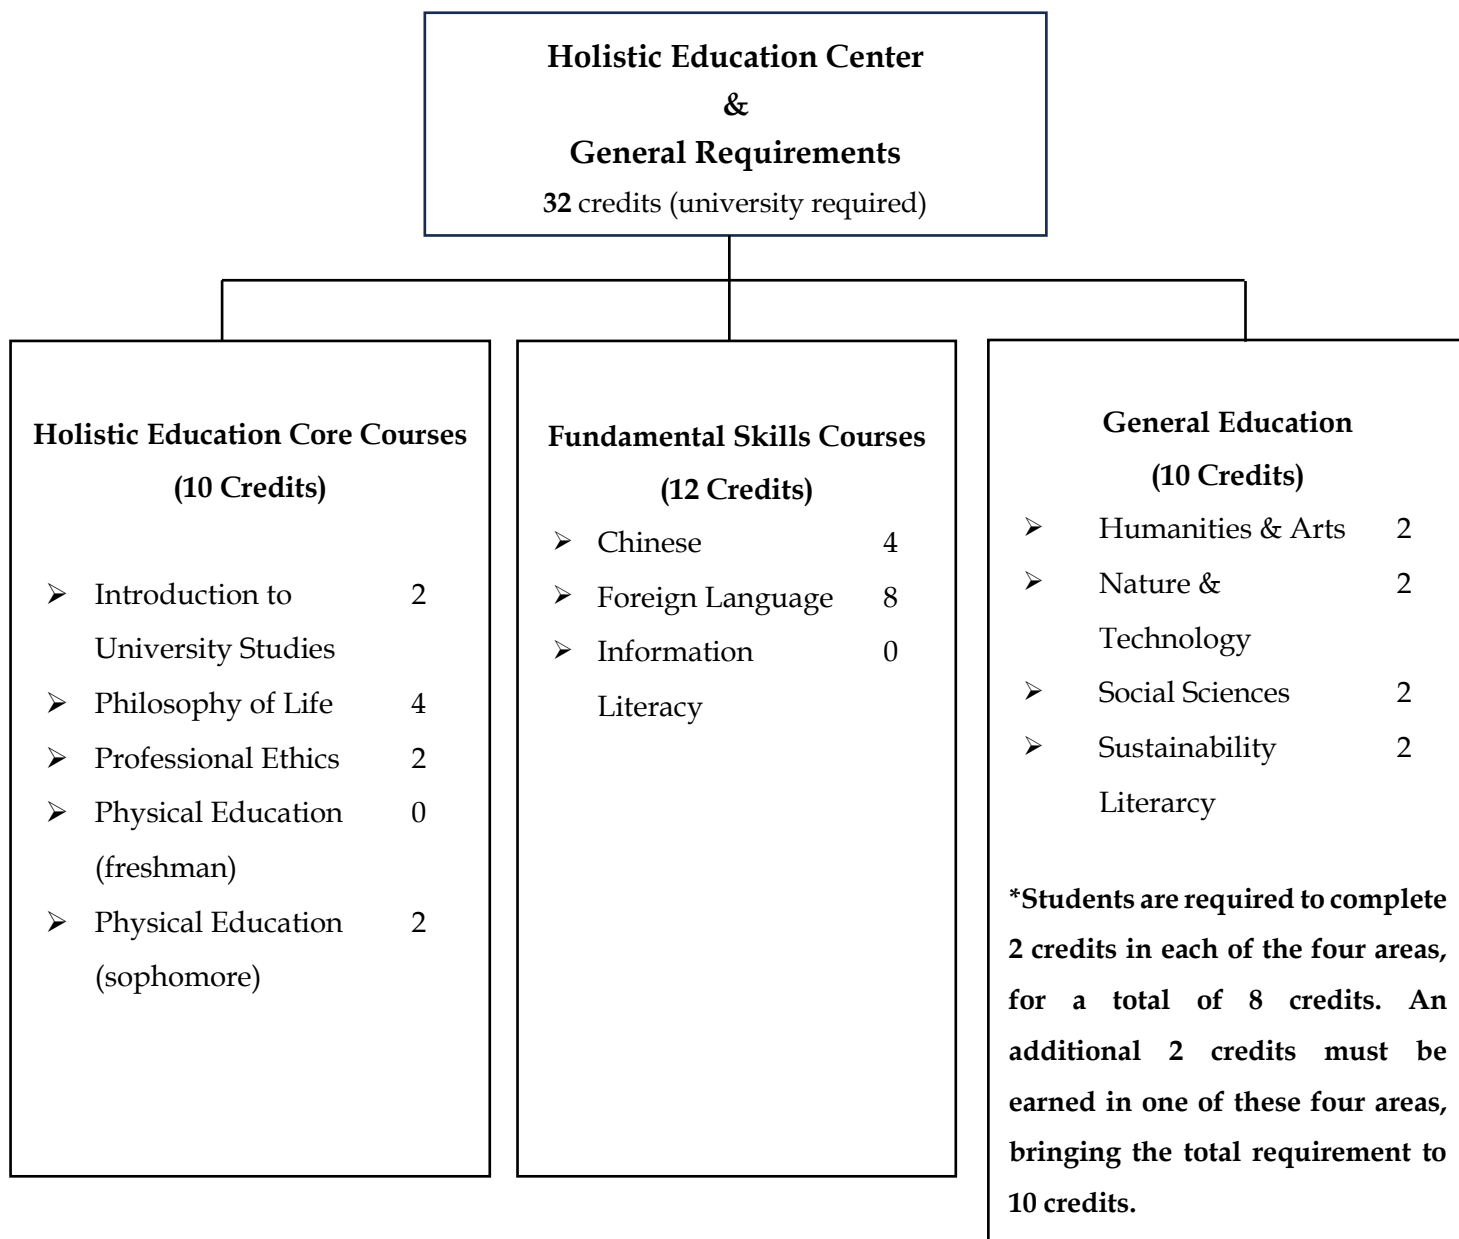 Holistic Education Center
&
General Requirements
32 credits (university required)
Holistic Education Core Courses
(10 Credits)
➢ Introduction to 2
University Studies
➢ Philosophy of Life 4
➢ Professional Ethics 2
➢ Physical Education 0
(freshman)
➢ Physical Education 2
(sophomore)
Fundamental Skills Courses
(12 Credits)
➢ Chinese 4
➢ Foreign Language 8
➢ Information 0
Literacy
General Education
(10 Credits)
➢ Humanities & Arts 2
➢ Nature & 2
Technology
➢ Social Sciences 2
➢ Sustainability 2
Literarcy
*Students are required to complete
2 credits in each of the four areas,
for a total of 8 credits. An
additional 2 credits must be
earned in one of these four areas,
bringing the total requirement to
10 credits.